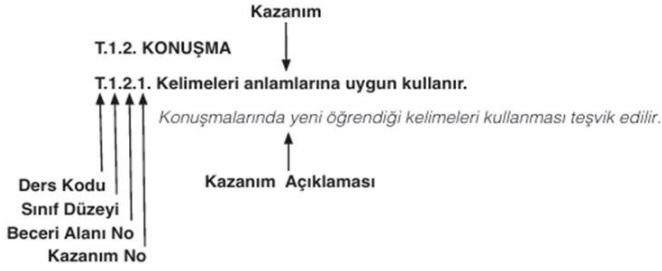 Kazanım
T.1.2. KONUŞMA
T.1.2.1. Kelimeleri anlamlarına uygun kullanır.
Konuşmalarında yeni öğrendiği kelimeleri kullanması teşvik edilir.
Ders Kodu
Kazanım Açıklaması
Sınıf Düzeyi
Beceri Alanı No
Kazanım No